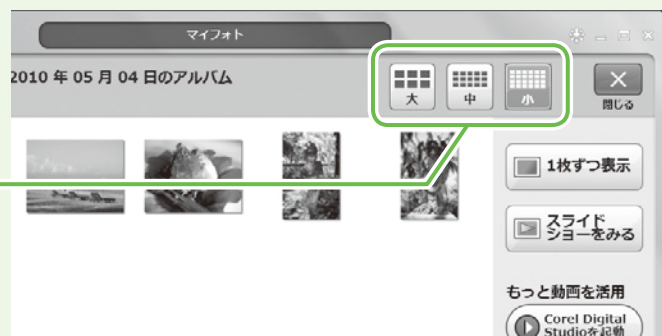 マイフォト
2010 年 05 月 04 日のアルバム
大
中
小
閉じる
1枚ずつ表示
スライド
ショーをみる
もっと動画を活用
Corel Digital
Studioを起動